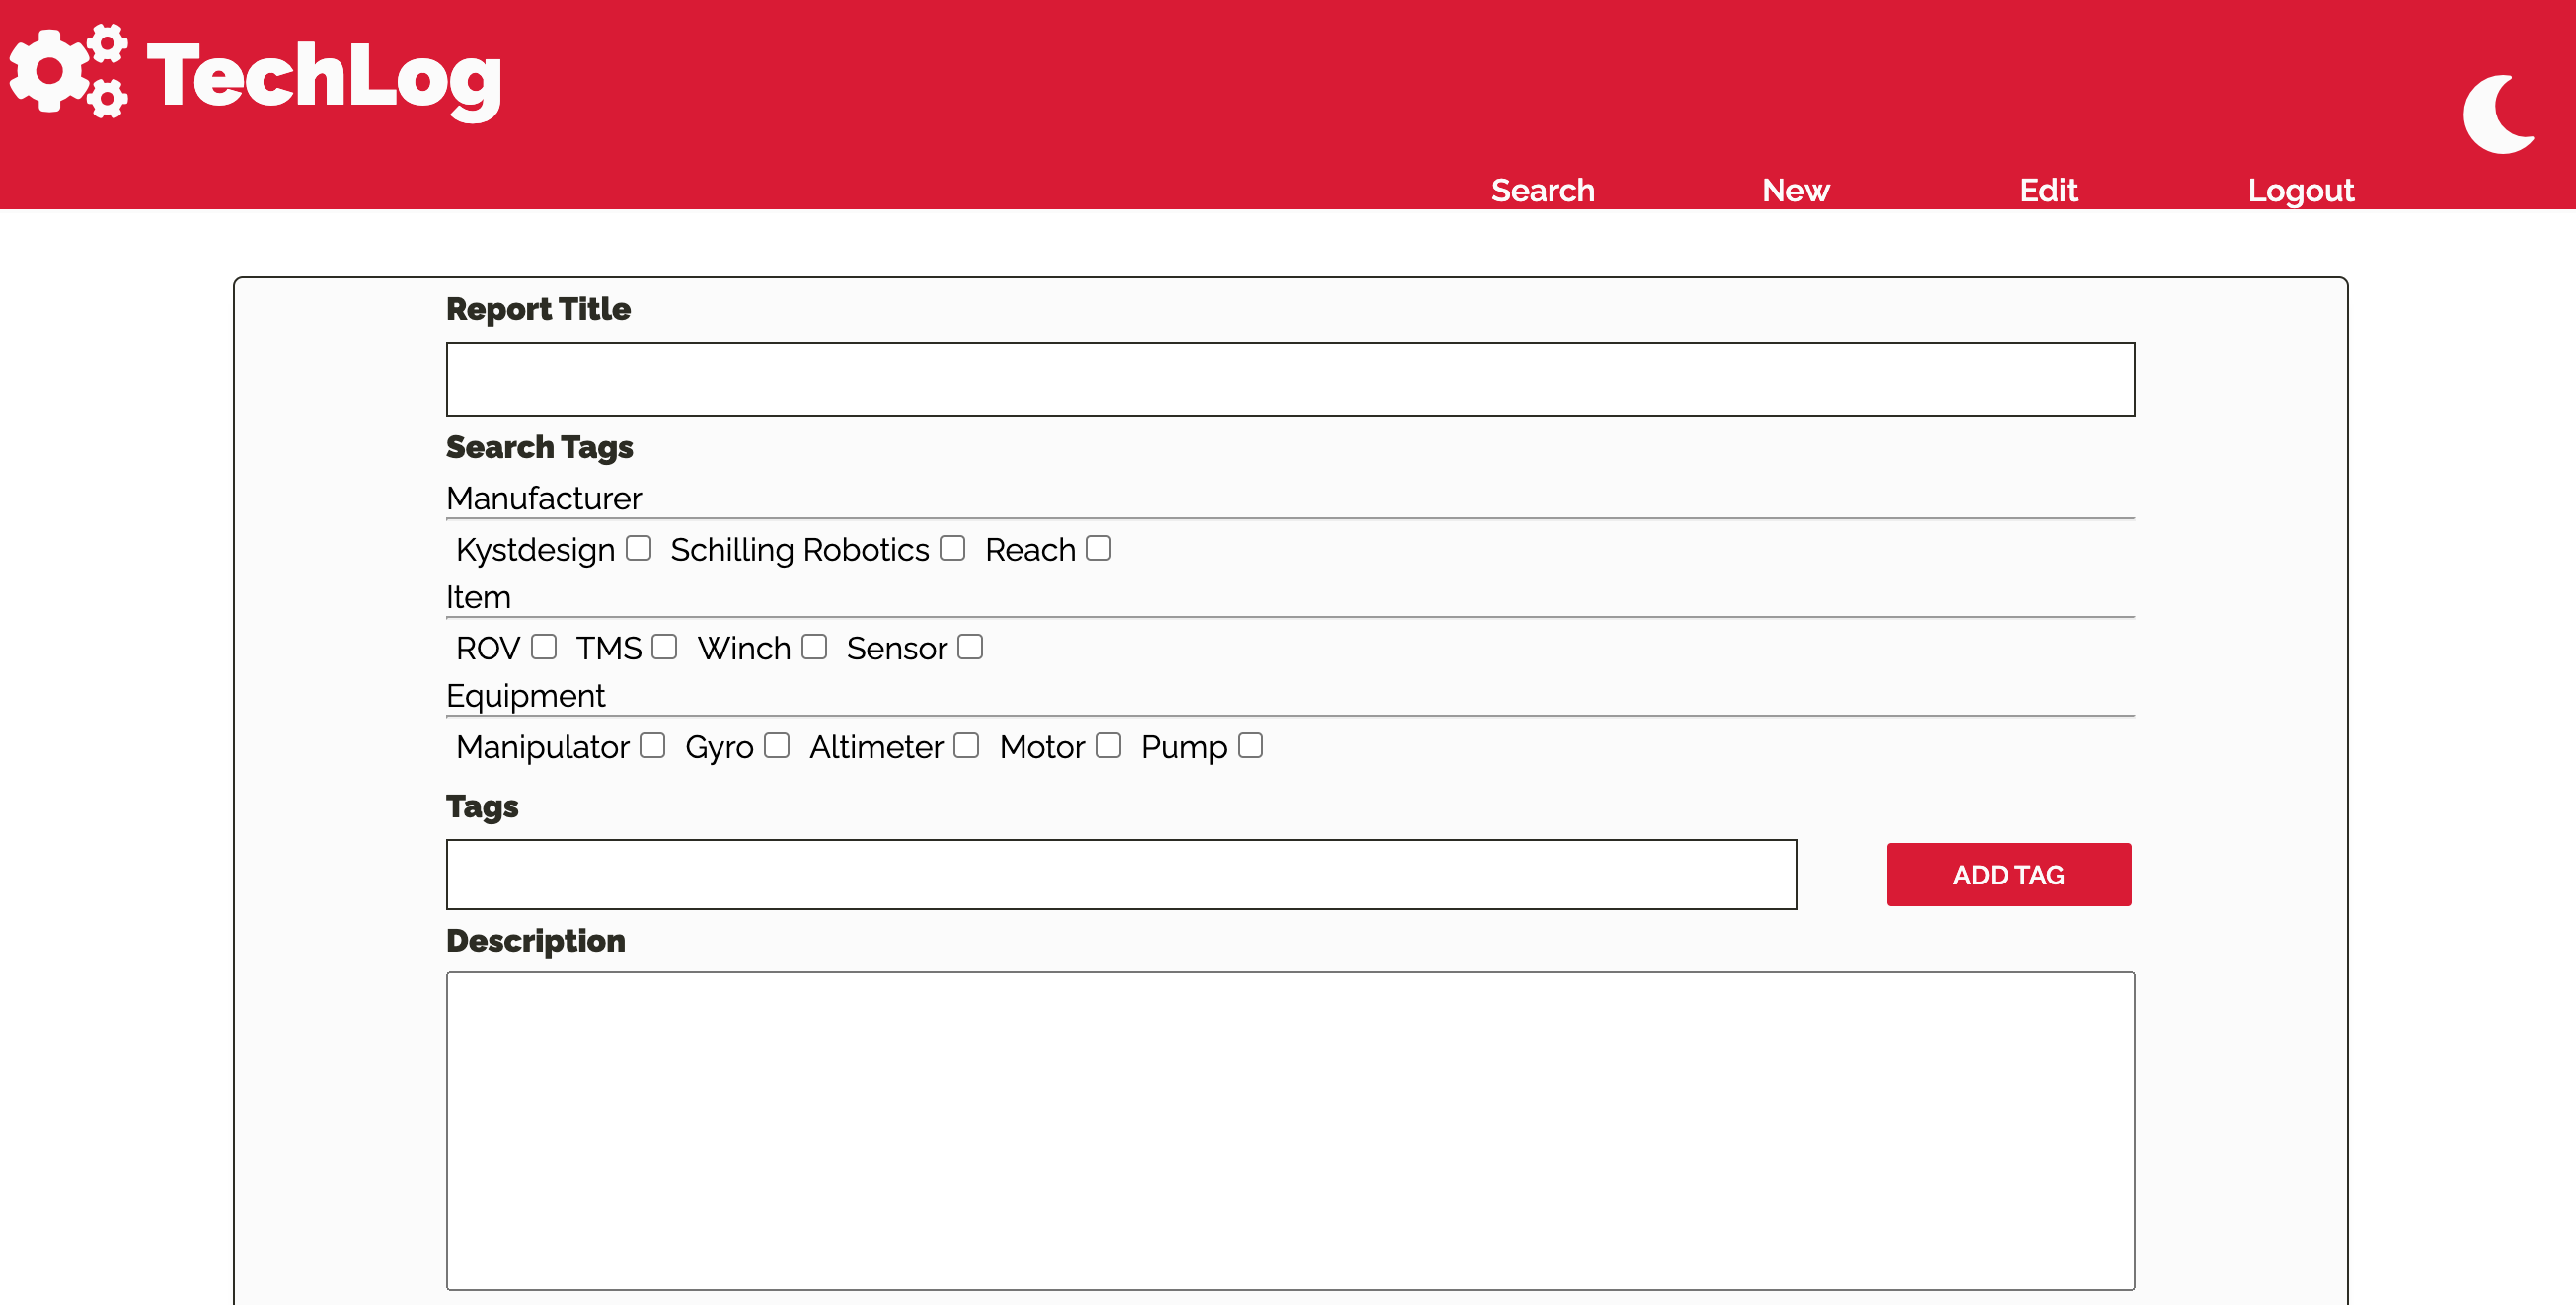 TechLog
Search New Edit Logout
Report Title
Search Tags
Manufacturer
Kystdesign Schilling Robotics Reach
Item
ROV TMS Winch Sensor
Equipment
Manipulator Gyro Altimeter Motor Pump
Tags
ADD TAG
Description